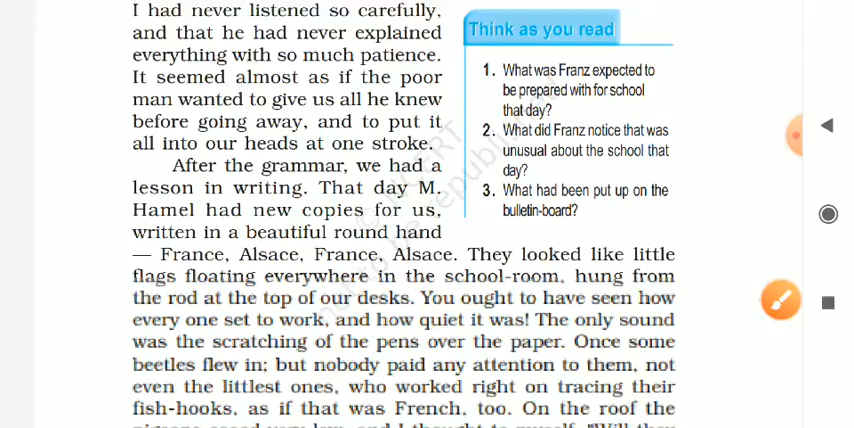 I had never listened so carefully,
and that he had never explained
everything with so much patience.
It seemed almost as if the poor
man wanted to give us all he knew
before going away, and to put it
all into our heads at one stroke.
After the grammar, we had a
lesson in writing. That day M.
Hamel had new copies for us,
written in a beautiful round hand
Think as you read
1. What was Franz expected to
be prepared with for school
that day?
2. What did Franz notice that was
unusual about the school that
day?
3. What had been put up on the
bulletin-board?
— France, Alsace, France, Alsace. They looked like little
flags floating everywhere in the school-room, hung from
the rod at the top of our desks. You ought to have seen how
every one set to work, and how quiet it was! The only sound
was the scratching of the pens over the paper. Once some
beetles flew in; but nobody paid any attention to them, not
even the littlest ones, who worked right on tracing their
fish-hooks, as if that was French, too. On the roof the